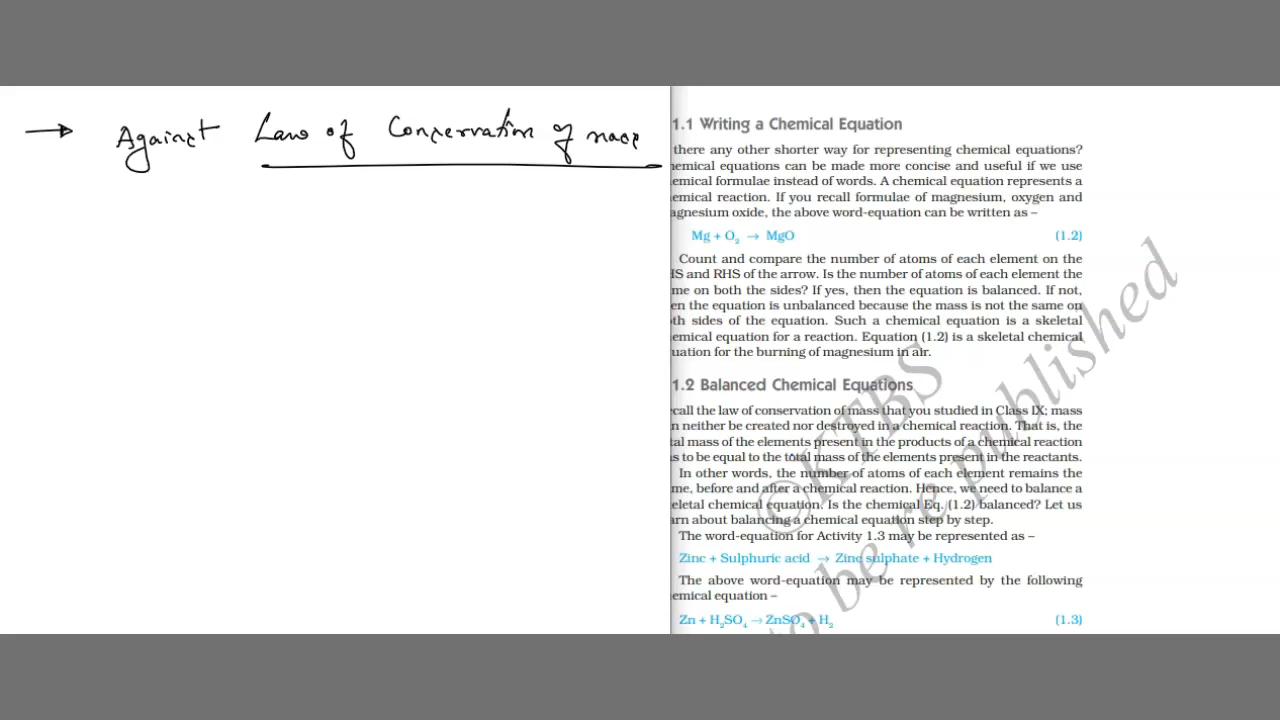 → Against Law of Conservation of mass
1.1 Writing a Chemical Equation
there any other shorter way for representing chemical equations?
hemical equations can be made more concise and useful if we use
emical formulae instead of words. A chemical equation represents a
emical reaction. If you recall formulae of magnesium, oxygen and
agnesium oxide, the above word-equation can be written as –
Mg + O₂ → MgO (1.2)
Count and compare the number of atoms of each element on the
HS and RHS of the arrow. Is the number of atoms of each element the
me on both the sides? If yes, then the equation is balanced. If not,
en the equation is unbalanced because the mass is not the same on
th sides of the equation. Such a chemical equation is a skeletal
emical equation for a reaction. Equation (1.2) is a skeletal chemical
uation for the burning of magnesium in air.
1.2 Balanced Chemical Equations
call the law of conservation of mass that you studied in Class IX; mass
n neither be created nor destroyed in a chemical reaction. That is, the
tal mass of the elements present in the products of a chemical reaction
s to be equal to the total mass of the elements present in the reactants.
In other words, the number of atoms of each element remains the
me, before and after a chemical reaction. Hence, we need to balance a
eletal chemical equation. Is the chemical Eq. (1.2) balanced? Let us
arn about balancing a chemical equation step by step.
The word-equation for Activity 1.3 may be represented as –
Zinc + Sulphuric acid → Zinc sulphate + Hydrogen
The above word-equation may be represented by the following
emical equation –
Zn + H₂SO₄ → ZnSO₄ + H₂ (1.3)
©KTBS
to be republished